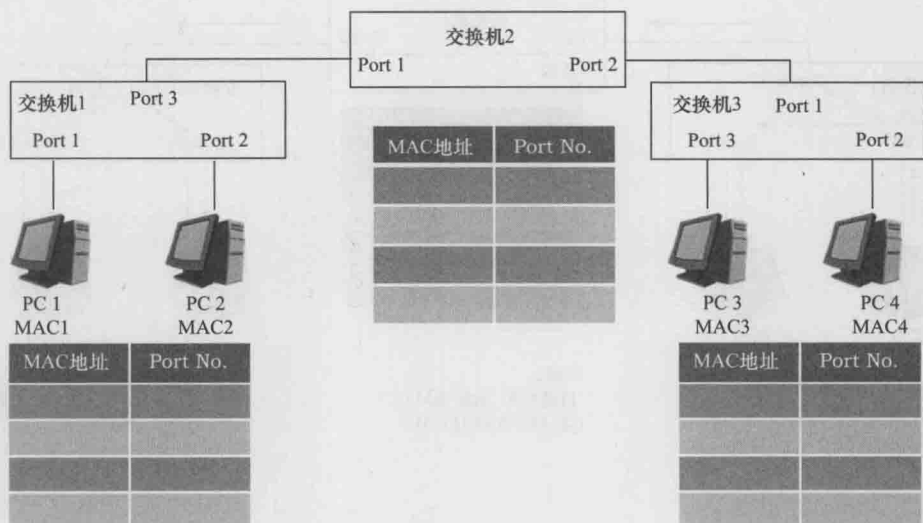 交换机2
Port 1
Port 2
交换机1
Port 3
Port 1
Port 2
交换机3
Port 1
Port 3
Port 2
MAC地址
Port No.
PC 1
MAC1
PC 2
MAC2
PC 3
MAC3
PC 4
MAC4
MAC地址
Port No.
MAC地址
Port No.